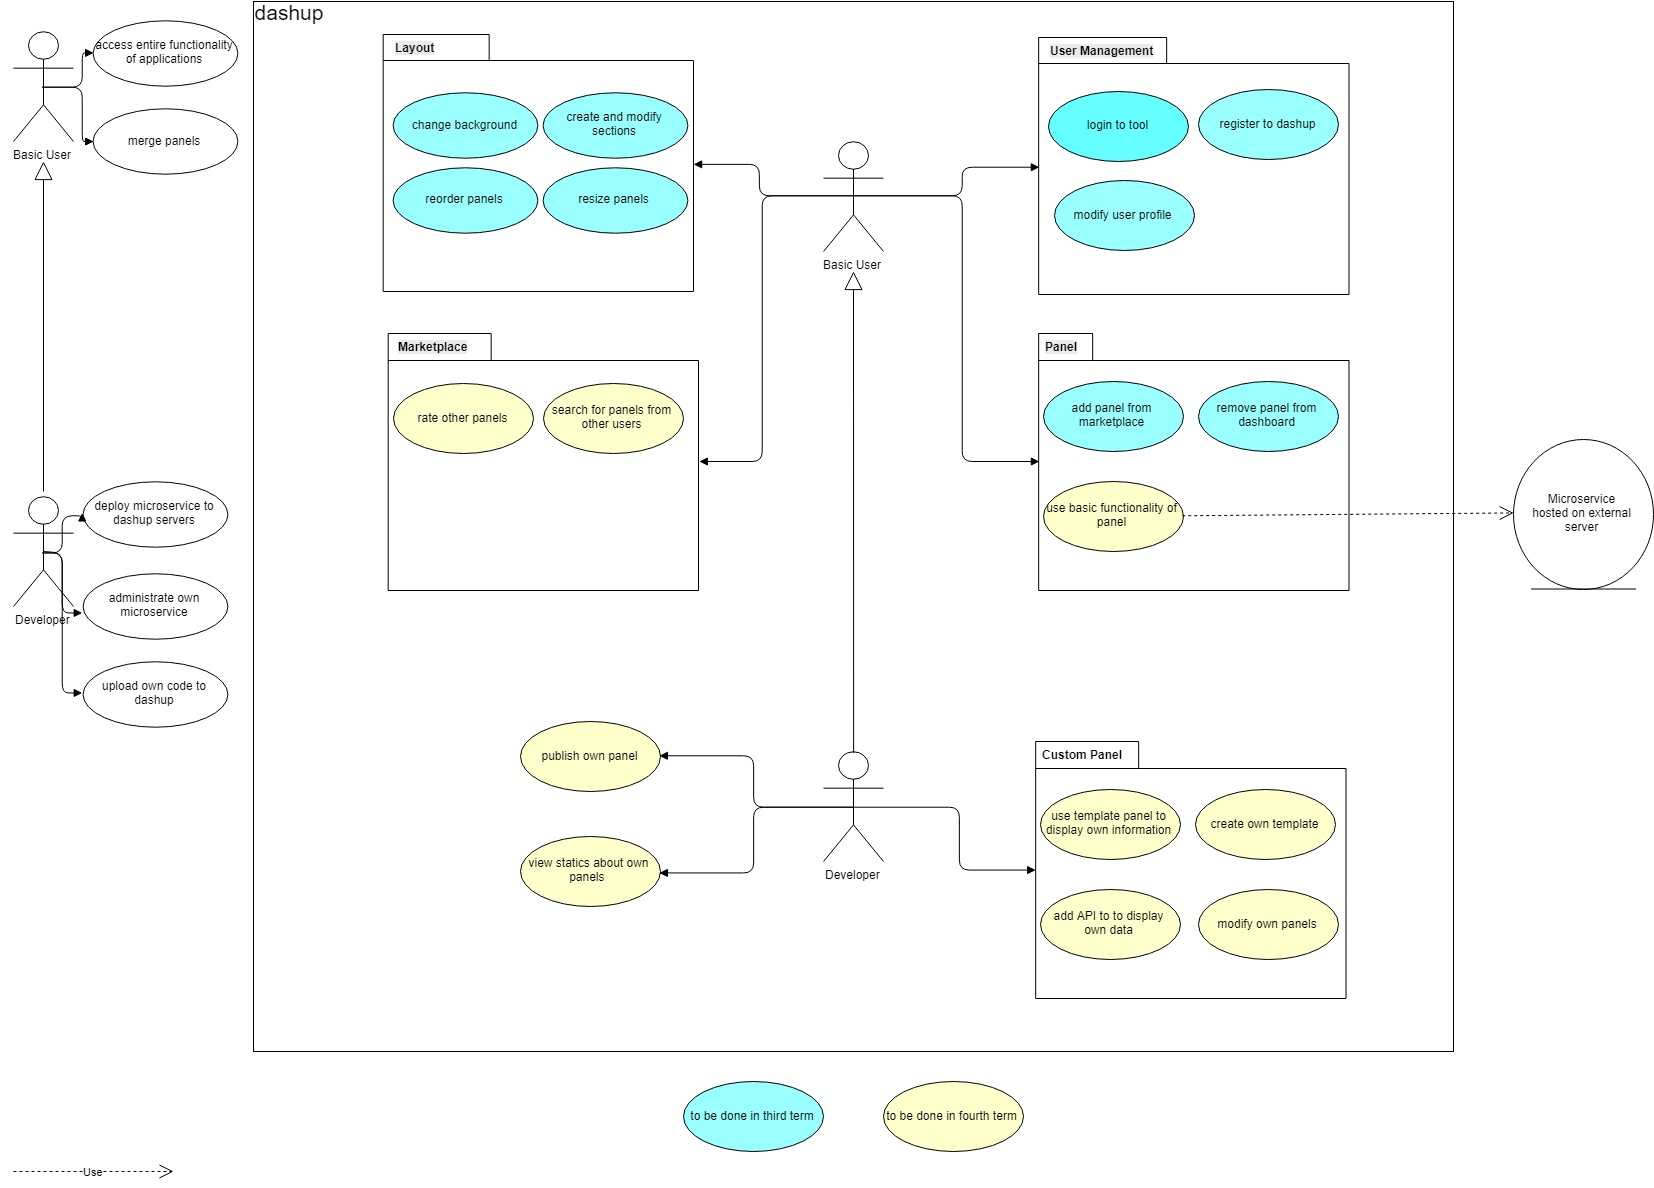 dashup
access entire functionality
of applications
merge panels
Basic User
Layout
change background
create and modify
sections
reorder panels
resize panels
User Management
login to tool
register to dashup
modify user profile
Basic User
Marketplace
rate other panels
search for panels from
other users
Panel
add panel from
marketplace
remove panel from
dashboard
use basic functionality of
panel
Microservice
hosted on external
server
deploy microservice to
dashup servers
administrate own
microservice
Developer
upload own code to
dashup
publish own panel
view statics about own
panels
Developer
Custom Panel
use template panel to
display own information
create own template
add API to to display
own data
modify own panels
to be done in third term
to be done in fourth term
Use